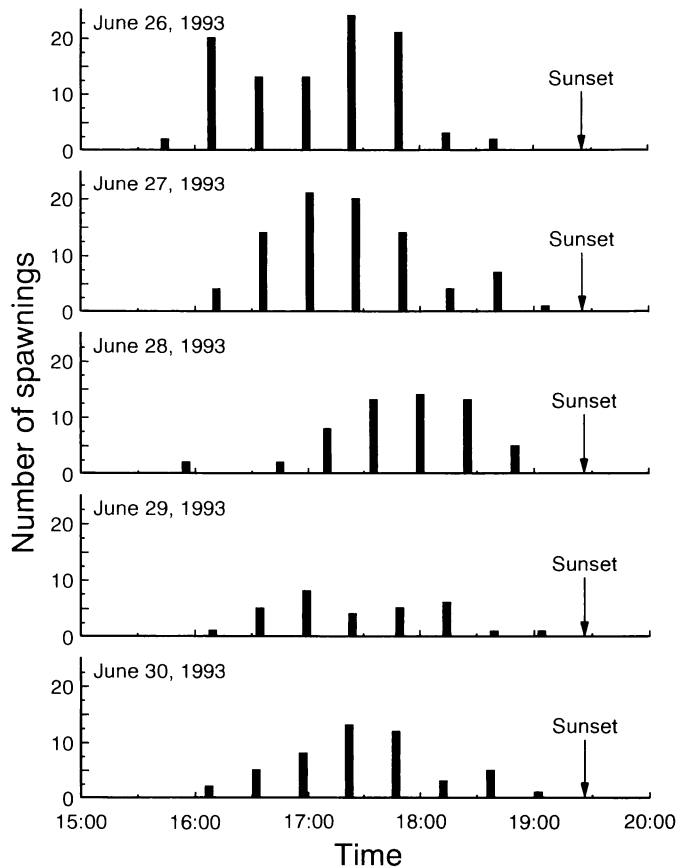 June 26, 1993
20
10
0
Sunset
June 27, 1993
20
10
0
Sunset
June 28, 1993
20
10
0
Sunset
June 29, 1993
20
10
0
Sunset
June 30, 1993
20
10
0
Sunset
Number of spawnings
15:00 16:00 17:00 18:00 19:00 20:00
Time